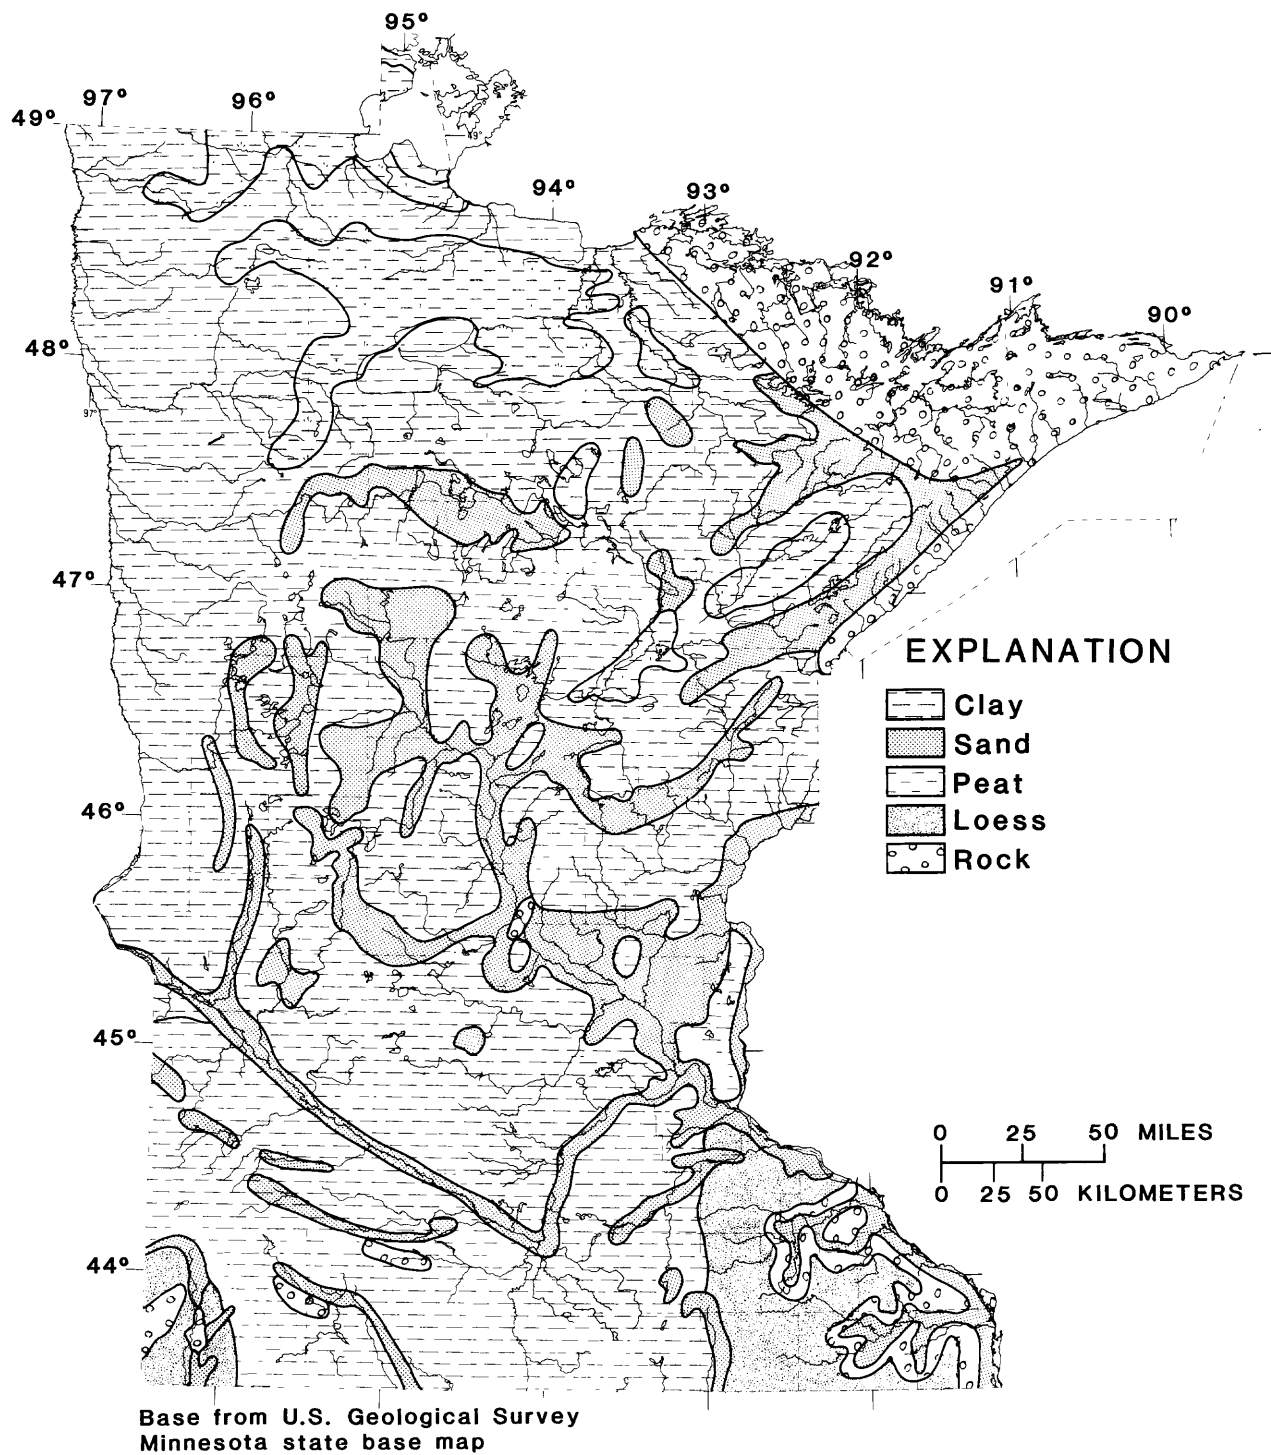 95°
97°
96°
49°
49°
94°
93°
92°
91°
90°
48°
97°
47°
EXPLANATION
Clay
Sand
Peat
Loess
Rock
46°
45°
0 25 50 MILES
0 25 50 KILOMETERS
44°
Base from U.S. Geological Survey
Minnesota state base map